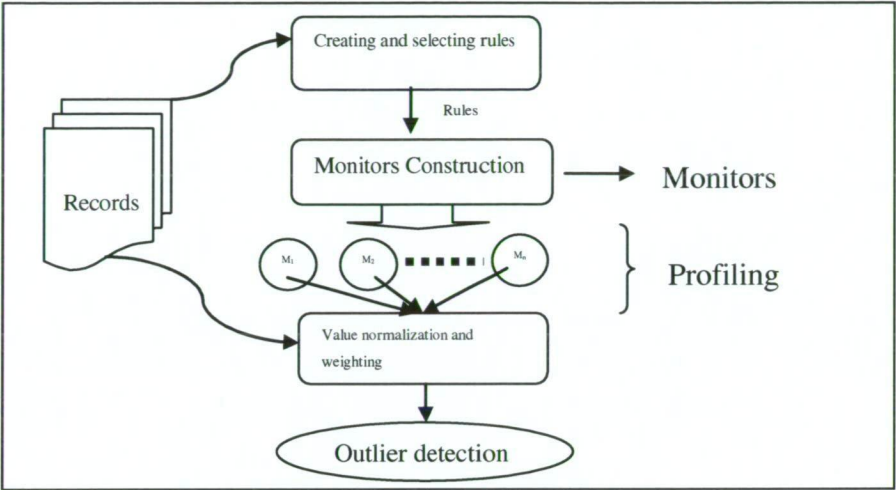 Creating and selecting rules
Rules
Monitors Construction
Monitors
Records
M₁
M₂
Mₙ
Profiling
Value normalization and
weighting
Outlier detection